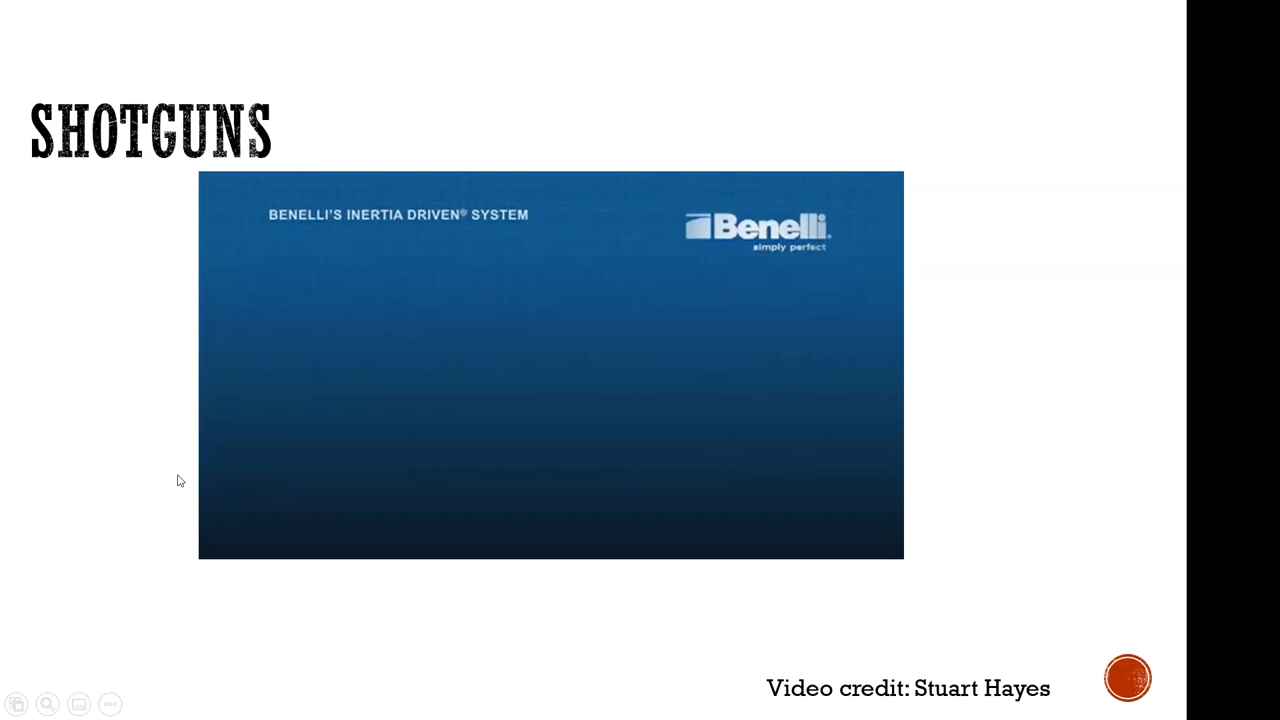 SHOTGUNS
BENELLI'S INERTIA DRIVEN® SYSTEM
Benelli®
simply perfect
Video credit: Stuart Hayes